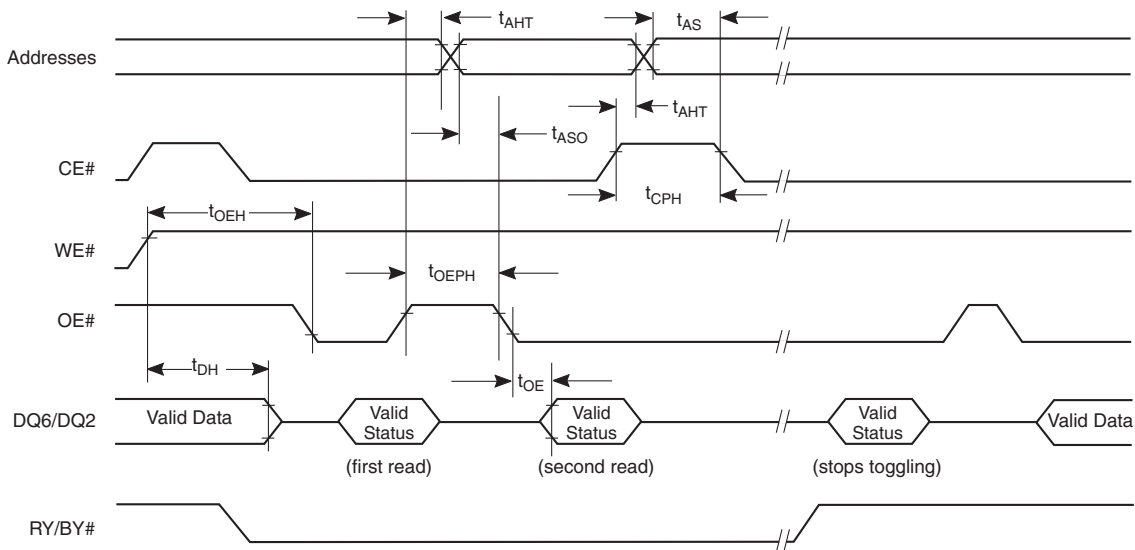 tAHT
tAS
Addresses
tAHT
tASO
CE#
tCPH
tOEH
WE#
tOEPH
OE#
tDH
tOE
DQ6/DQ2
Valid Data
Valid
Status
Valid
Status
Valid
Status
Valid Data
(first read)
(second read)
(stops toggling)
RY/BY#